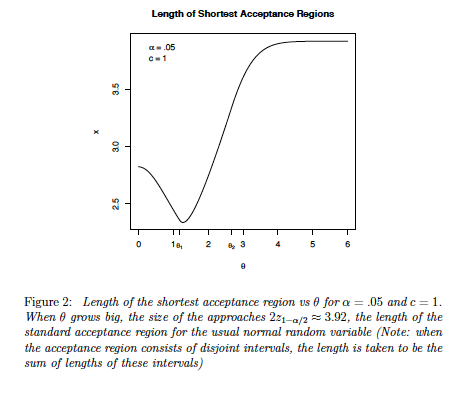 Length of Shortest Acceptance Regions
α = .05
c = 1
3.5
3.0
2.5
x
0 1 θ₁ 2 θ₂ 3 4 5 6
θ
Figure 2: Length of the shortest acceptance region vs θ for α = .05 and c = 1.
When θ grows big, the size of the approaches 2z₁₋α/₂ ≈ 3.92, the length of the
standard acceptance region for the usual normal random variable (Note: when
the acceptance region consists of disjoint intervals, the length is taken to be the
sum of lengths of these intervals)